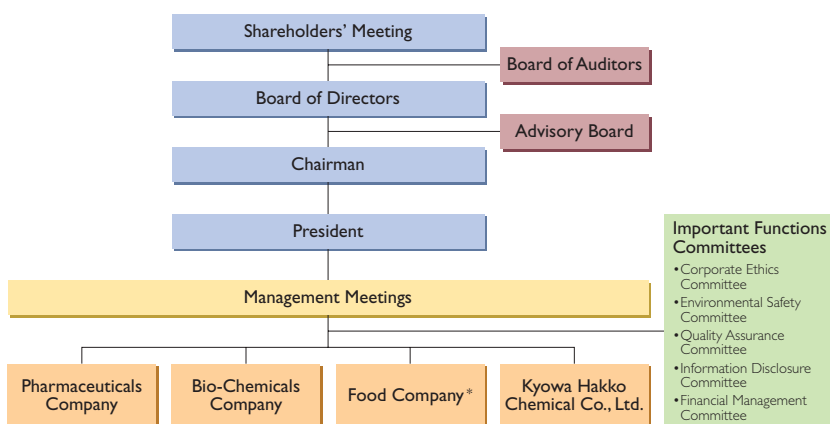 Shareholders' Meeting
Board of Auditors
Board of Directors
Advisory Board
Chairman
President
Management Meetings
Important Functions
Committees
•Corporate Ethics
Committee
•Environmental Safety
Committee
•Quality Assurance
Committee
•Information Disclosure
Committee
•Financial Management
Committee
Pharmaceuticals
Company
Bio-Chemicals
Company
Food Company*
Kyowa Hakko
Chemical Co., Ltd.